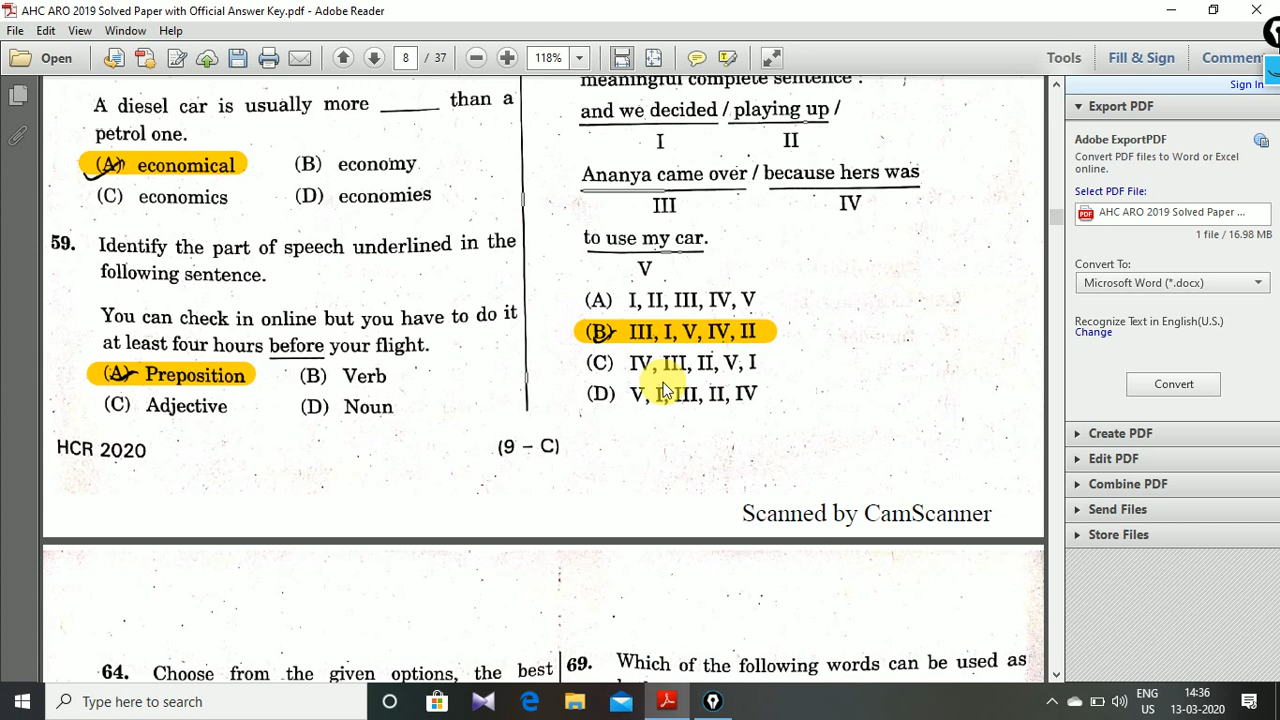 AHC ARO 2019 Solved Paper with Official Answer Key.pdf - Adobe Reader
File Edit View Window Help
Open 8 / 37 118% Tools Fill & Sign
Sign In
A diesel car is usually more ______ than a
petrol one.
(A) economical (B) economy
(C) economics (D) economies
59. Identify the part of speech underlined in the
following sentence.
You can check in online but you have to do it
at least four hours before your flight.
(A) Preposition (B) Verb
(C) Adjective (D) Noun
HCR 2020 (9 – C)
meaningful complete sentence :
and we decided / playing up /
I II
Ananya came over / because hers was
III IV
to use my car.
V
(A) I, II, III, IV, V
(B) III, I, V, IV, II
(C) IV, III, II, V, I
(D) V, I, III, II, IV
Scanned by CamScanner
64. Choose from the given options, the best
69. Which of the following words can be used as
Export PDF
Adobe ExportPDF
Convert PDF files to Word or Excel
online.
Select PDF File:
AHC ARO 2019 Solved Paper ...
1 file / 16.98 MB
Convert To:
Microsoft Word (*.docx)
Recognize Text in English(U.S.)
Change
Convert
Create PDF
Edit PDF
Combine PDF
Send Files
Store Files
Type here to search
ENG 14:36
US 13-03-2020